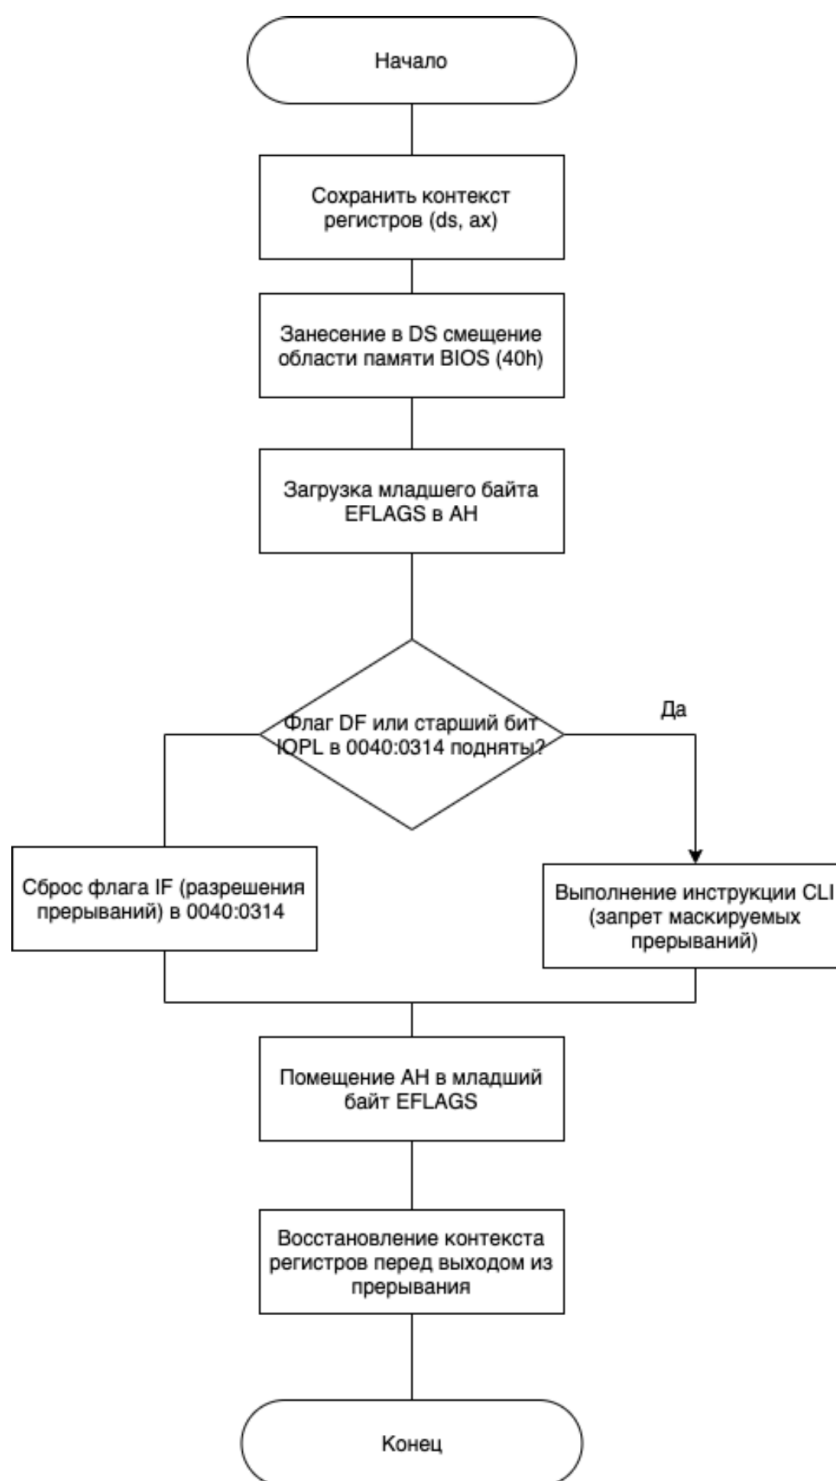 Начало
Сохранить контекст
регистров (ds, ax)
Занесение в DS смещение
области памяти BIOS (40h)
Загрузка младшего байта
EFLAGS в AH
Флаг DF или старший бит
IOPL в 0040:0314 подняты?
Да
Сброс флага IF (разрешения
прерываний) в 0040:0314
Выполнение инструкции CLI
(запрет маскируемых
прерываний)
Помещение AH в младший
байт EFLAGS
Восстановление контекста
регистров перед выходом из
прерывания
Конец